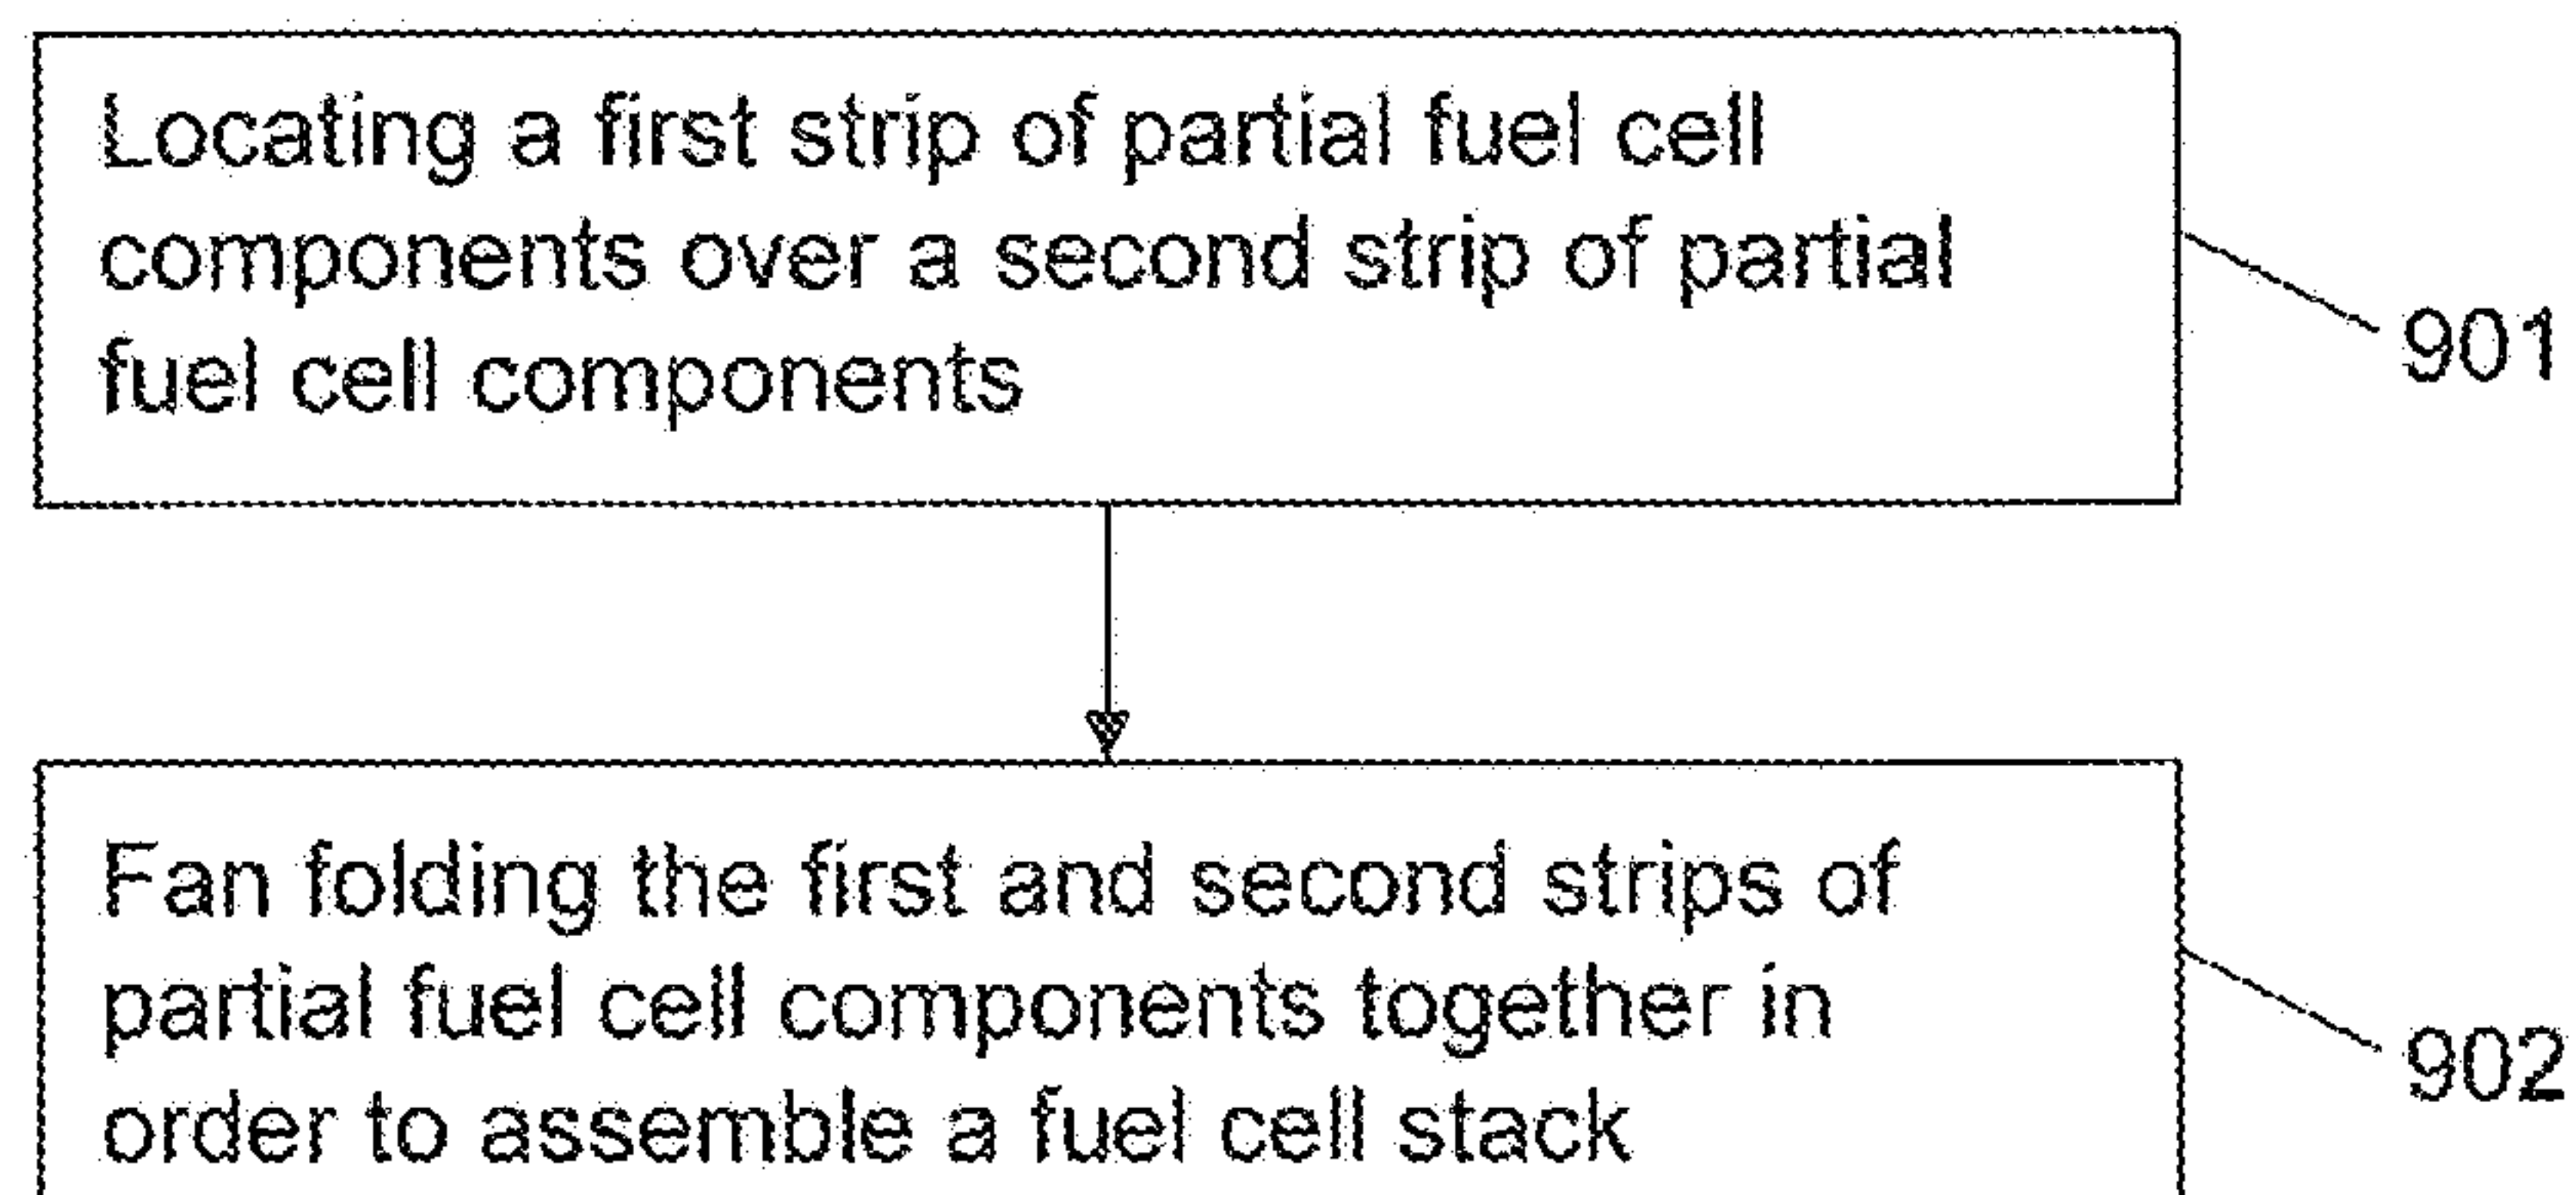 Locating a first strip of partial fuel cell
components over a second strip of partial
fuel cell components
901
Fan folding the first and second strips of
partial fuel cell components together in
order to assemble a fuel cell stack
902